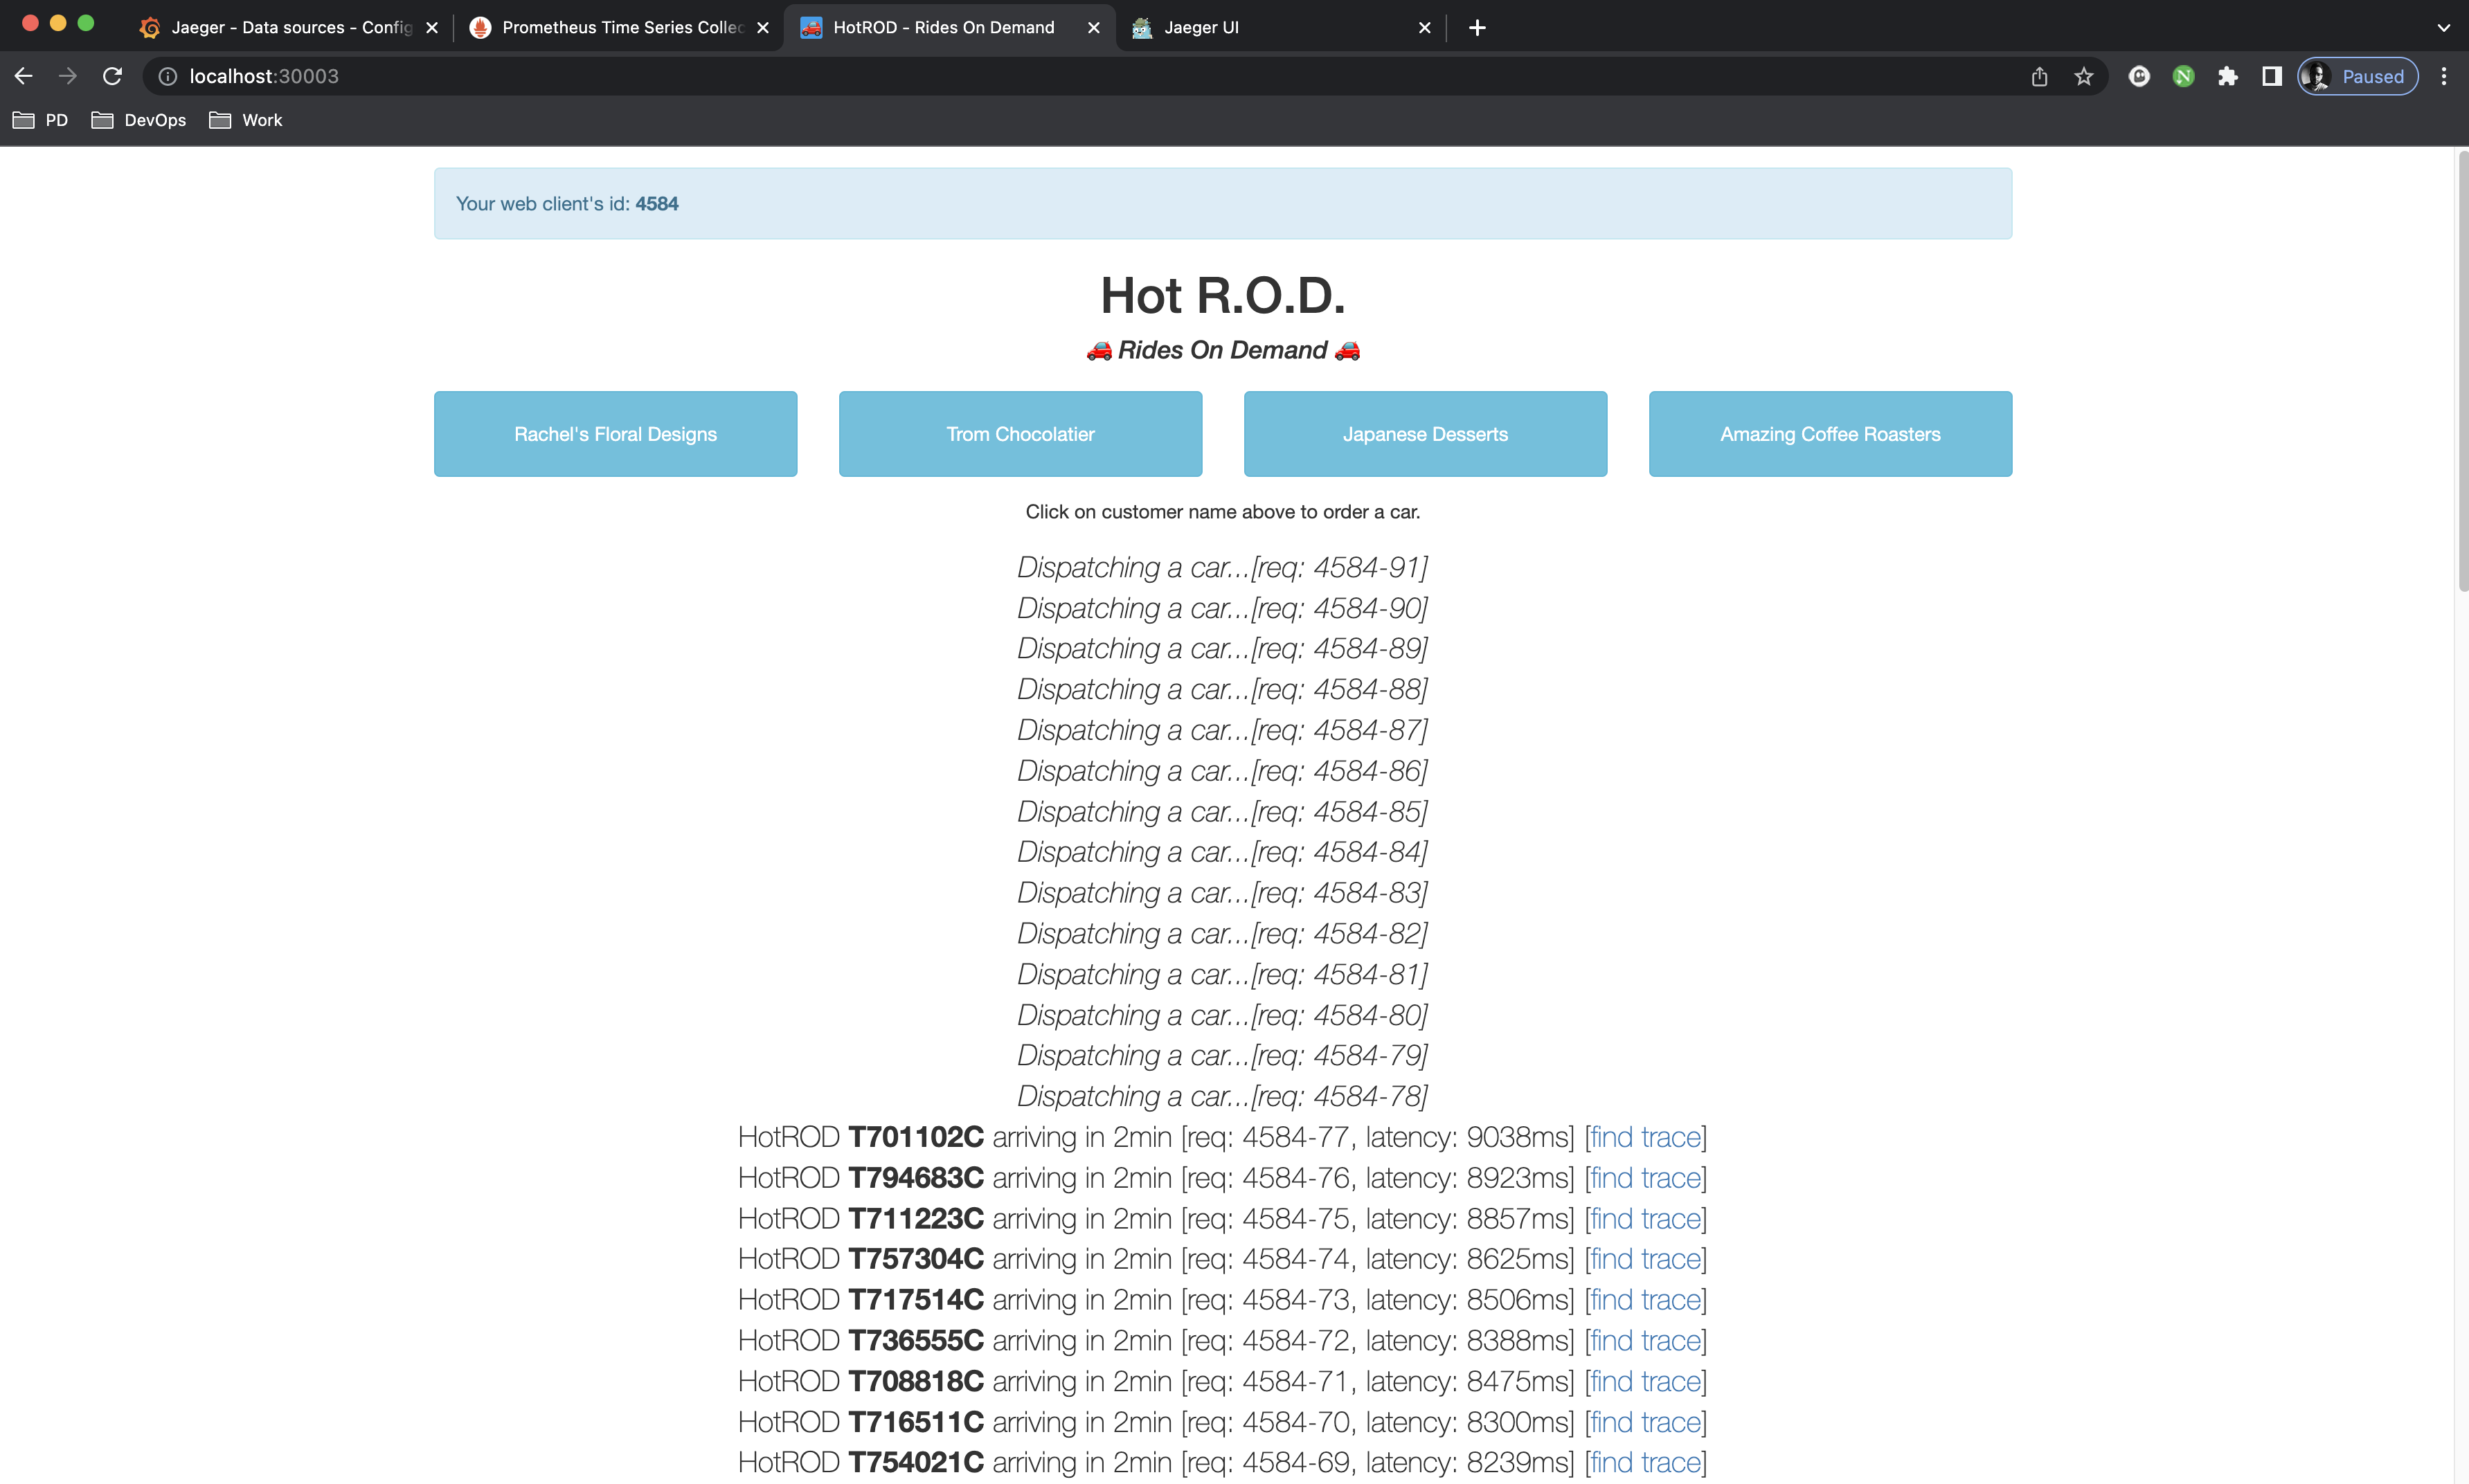 Jaeger - Data sources - Config
Prometheus Time Series Collec
HotROD - Rides On Demand
Jaeger UI
localhost:30003
Paused
PD
DevOps
Work
Your web client's id: 4584
Hot R.O.D.
Rides On Demand
Rachel's Floral Designs
Trom Chocolatier
Japanese Desserts
Amazing Coffee Roasters
Click on customer name above to order a car.
Dispatching a car...[req: 4584-91]
Dispatching a car...[req: 4584-90]
Dispatching a car...[req: 4584-89]
Dispatching a car...[req: 4584-88]
Dispatching a car...[req: 4584-87]
Dispatching a car...[req: 4584-86]
Dispatching a car...[req: 4584-85]
Dispatching a car...[req: 4584-84]
Dispatching a car...[req: 4584-83]
Dispatching a car...[req: 4584-82]
Dispatching a car...[req: 4584-81]
Dispatching a car...[req: 4584-80]
Dispatching a car...[req: 4584-79]
Dispatching a car...[req: 4584-78]
HotROD T701102C arriving in 2min [req: 4584-77, latency: 9038ms] [find trace]
HotROD T794683C arriving in 2min [req: 4584-76, latency: 8923ms] [find trace]
HotROD T711223C arriving in 2min [req: 4584-75, latency: 8857ms] [find trace]
HotROD T757304C arriving in 2min [req: 4584-74, latency: 8625ms] [find trace]
HotROD T717514C arriving in 2min [req: 4584-73, latency: 8506ms] [find trace]
HotROD T736555C arriving in 2min [req: 4584-72, latency: 8388ms] [find trace]
HotROD T708818C arriving in 2min [req: 4584-71, latency: 8475ms] [find trace]
HotROD T716511C arriving in 2min [req: 4584-70, latency: 8300ms] [find trace]
HotROD T754021C arriving in 2min [req: 4584-69, latency: 8239ms] [find trace]